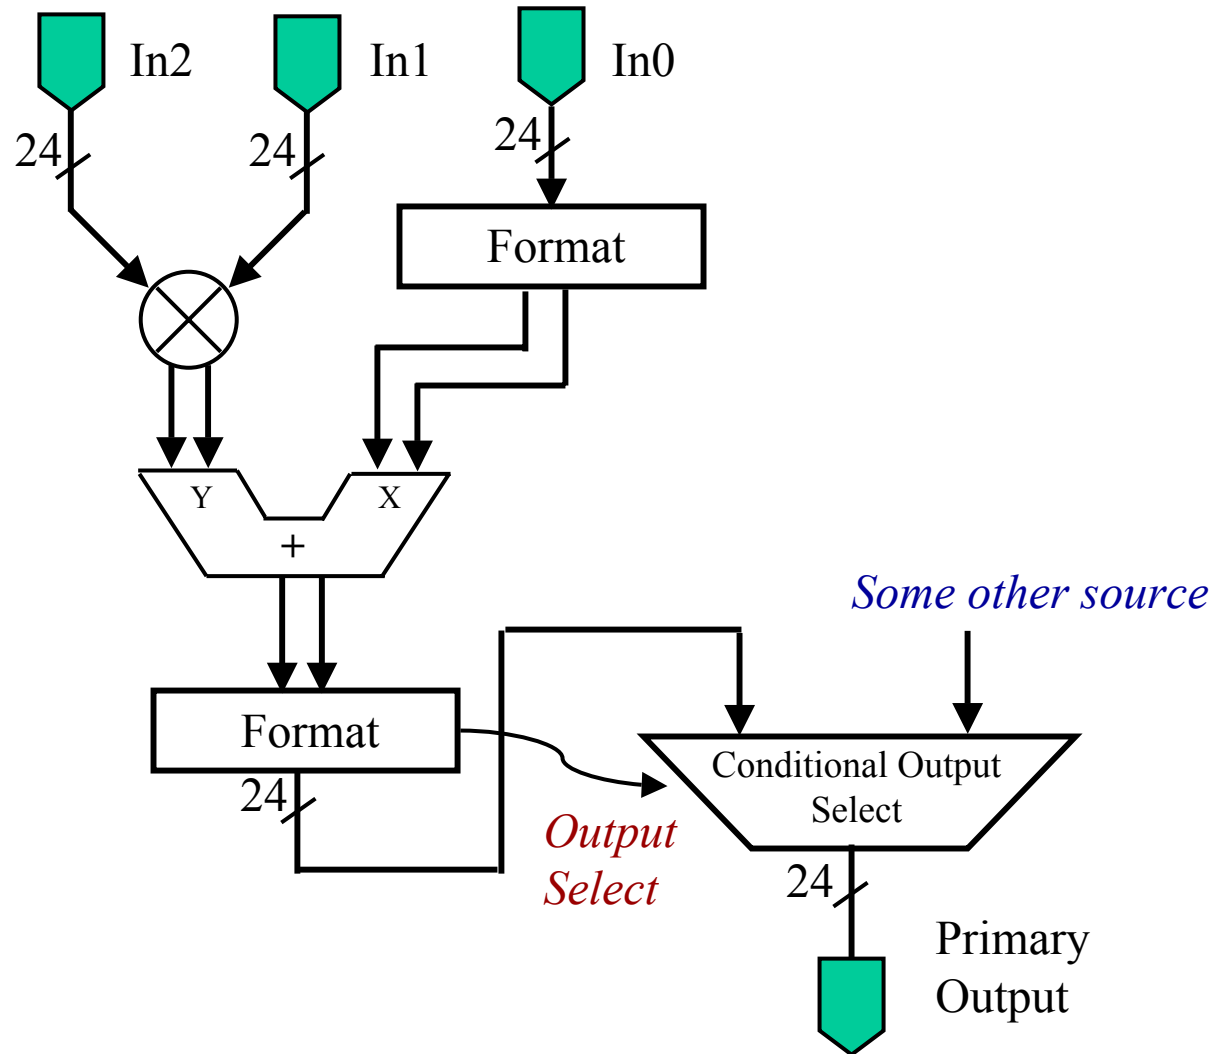 In2
In1
In0
24
24
24
Format
Y
X
+
Some other source
Format
Conditional Output
Select
24
Output
Select
24
Primary
Output